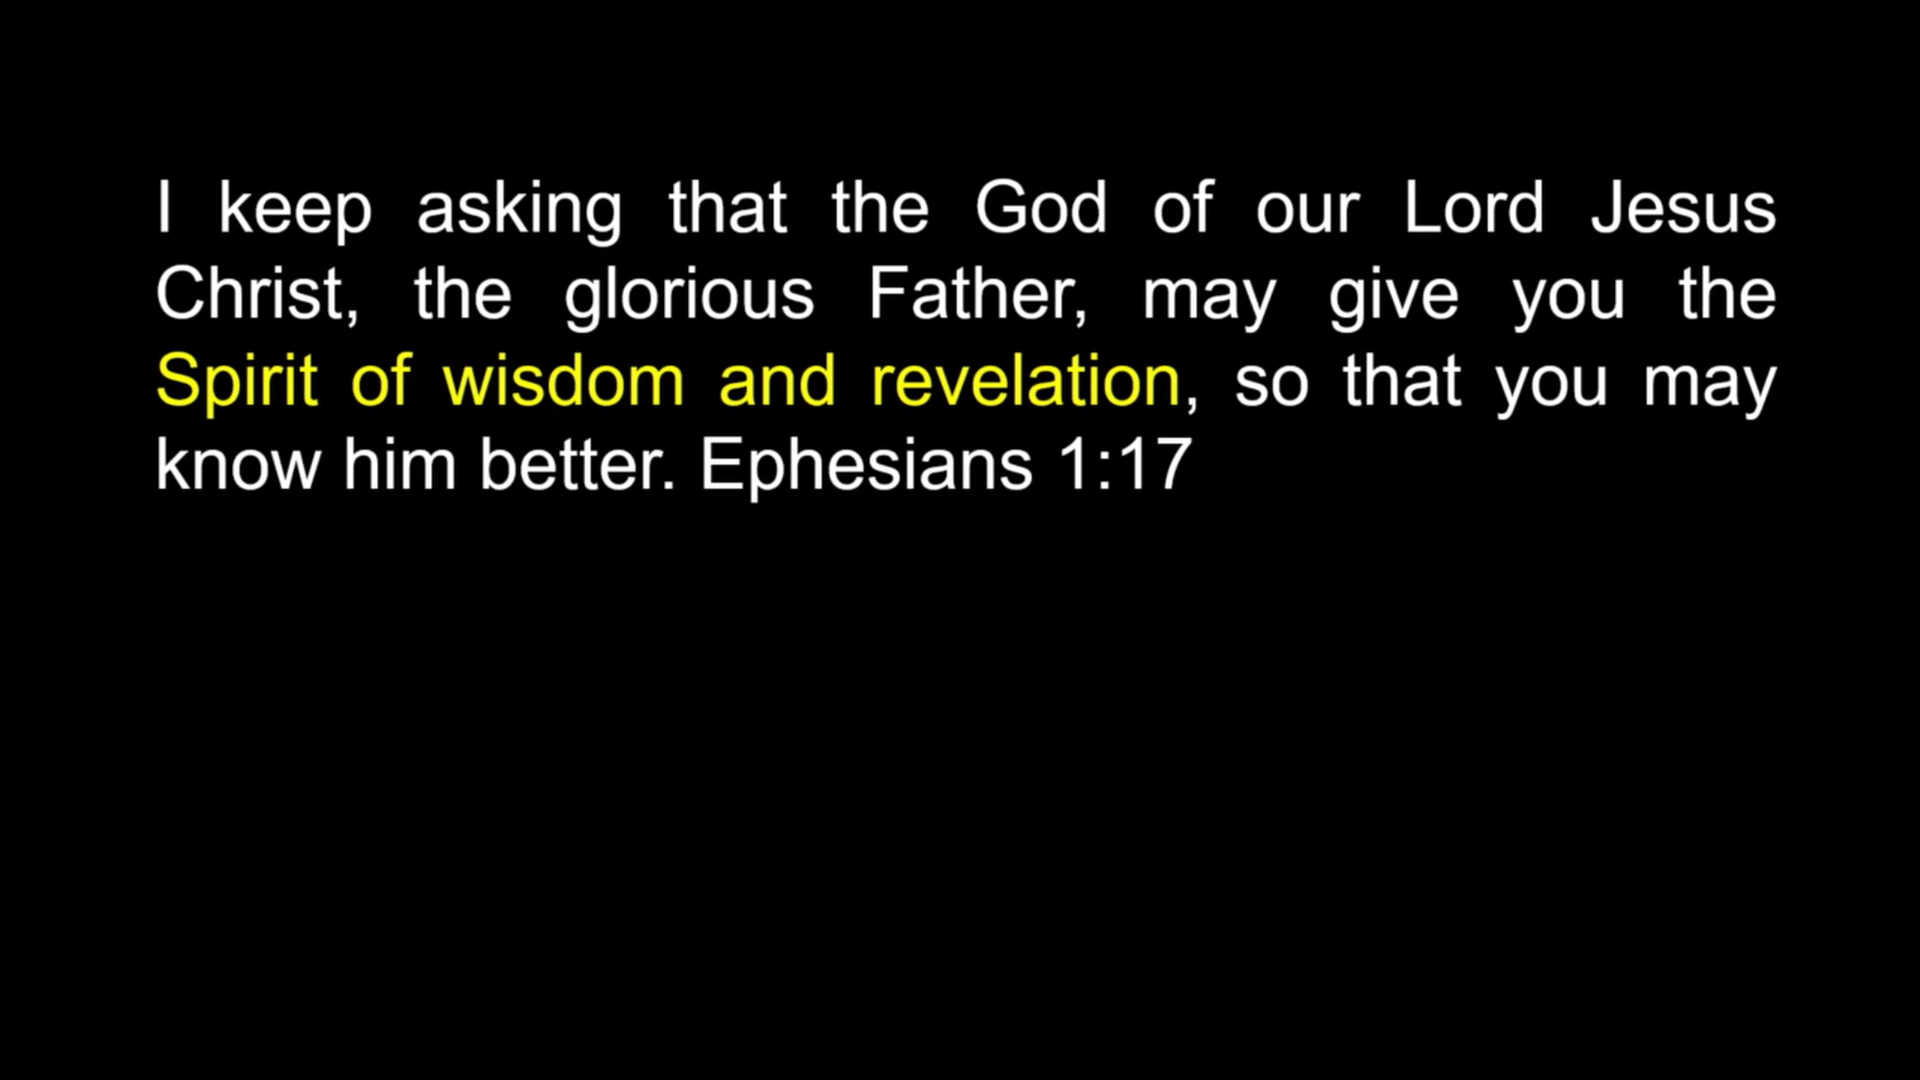 I keep asking that the God of our Lord Jesus
Christ, the glorious Father, may give you the
Spirit of wisdom and revelation, so that you may
know him better. Ephesians 1:17